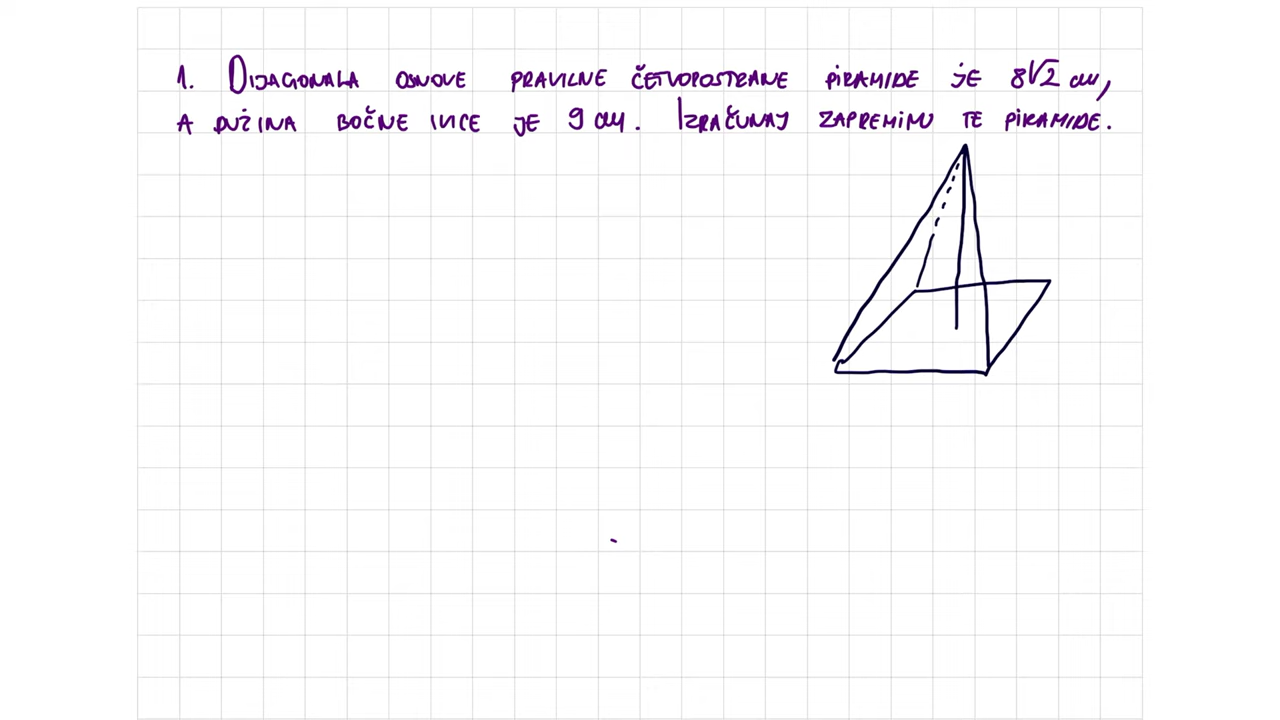 1. DIJAGONALA OSNOVE PRAVILNE ČETVOROSTRANE PIRAMIDE JE 8√2 cm,
A DUŽINA BOČNE IVICE JE 9 cm. IZRAČUNAJ ZAPREMINU TE PIRAMIDE.